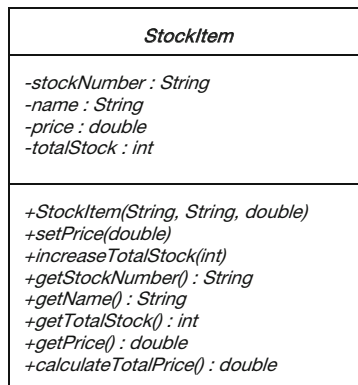 StockItem
-stockNumber : String
-name : String
-price : double
-totalStock : int
+StockItem(String, String, double)
+setPrice(double)
+increaseTotalStock(int)
+getStockNumber() : String
+getName() : String
+getTotalStock() : int
+getPrice() : double
+calculateTotalPrice() : double